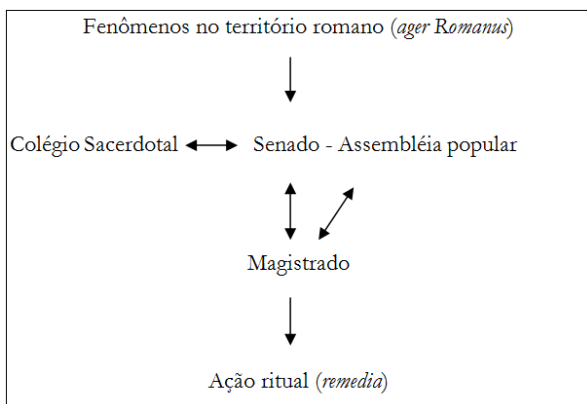 Fenômenos no território romano (ager Romanus)
Colégio Sacerdotal Senado - Assembléia popular
Magistrado
Ação ritual (remedia)